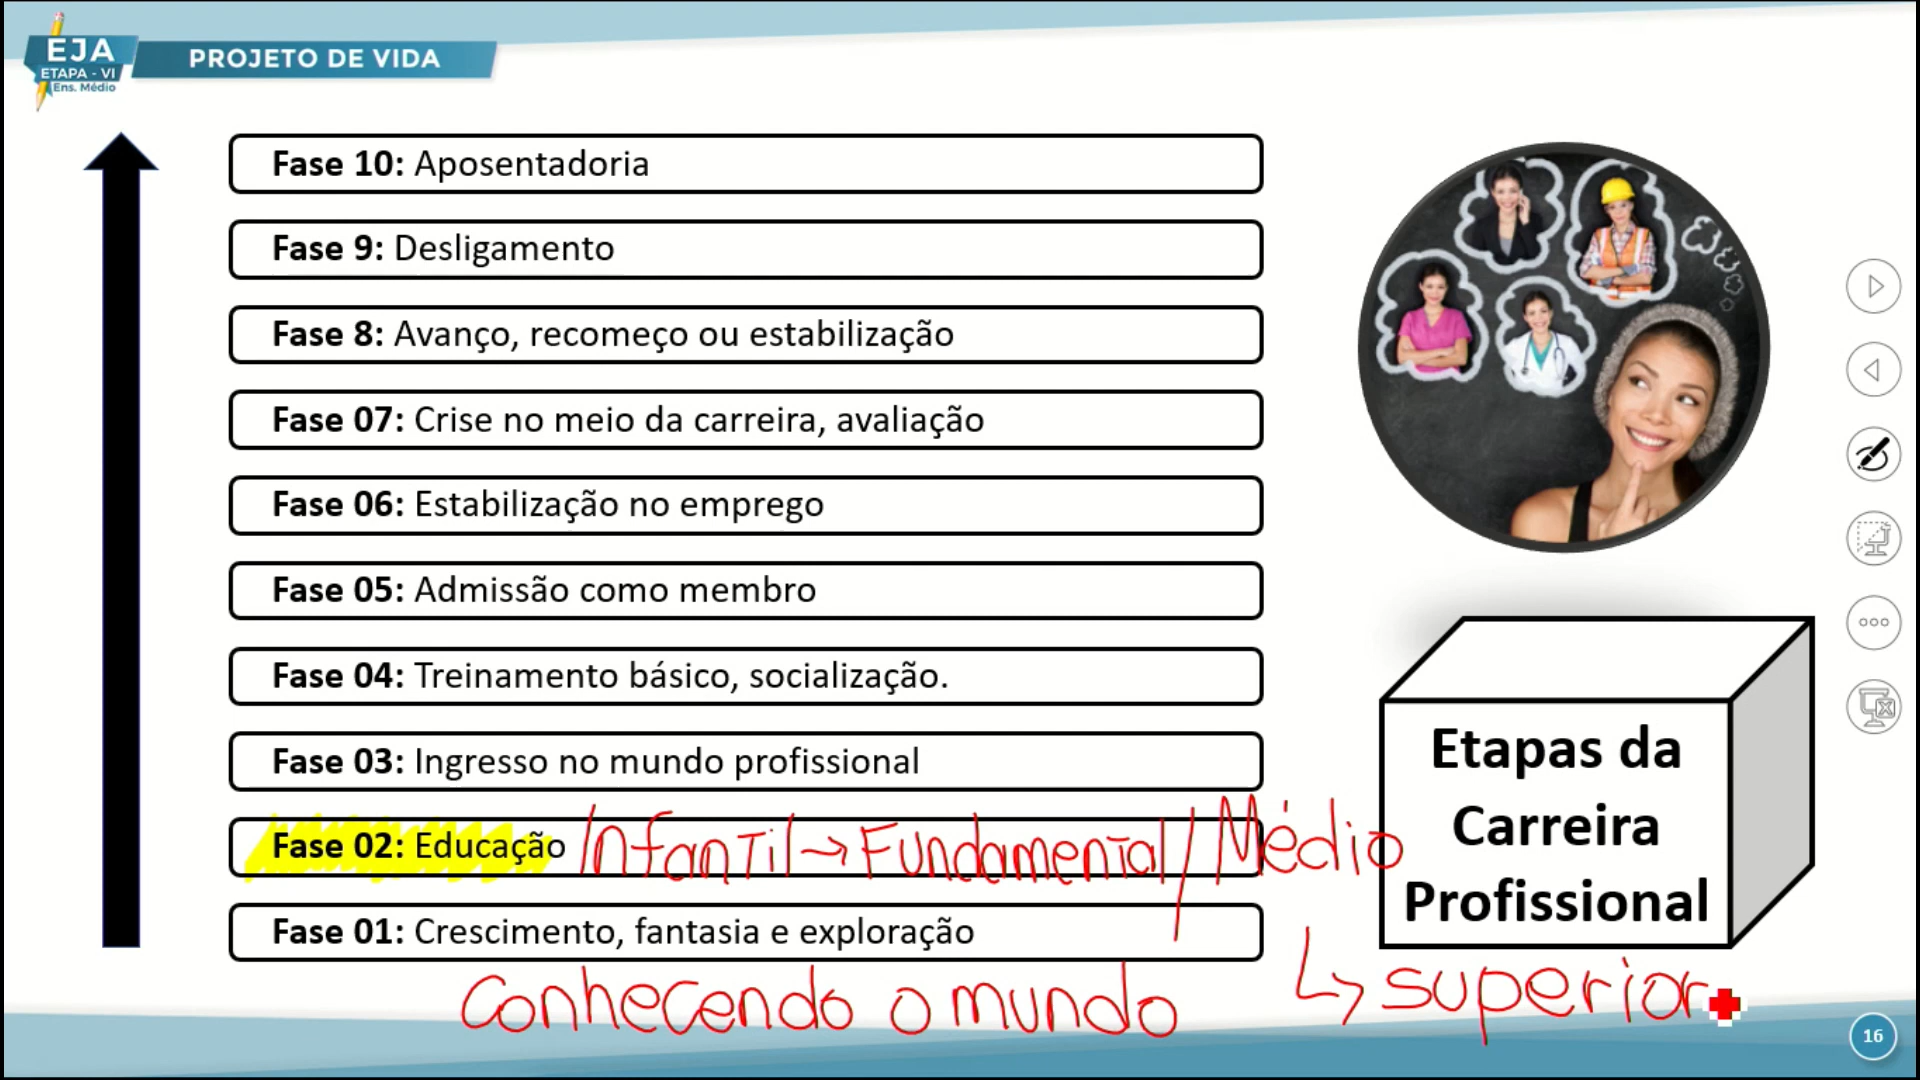 EJA
ETAPA - VI
Ens. Médio
PROJETO DE VIDA
Fase 10: Aposentadoria
Fase 9: Desligamento
Fase 8: Avanço, recomeço ou estabilização
Fase 07: Crise no meio da carreira, avaliação
Fase 06: Estabilização no emprego
Fase 05: Admissão como membro
Fase 04: Treinamento básico, socialização.
Fase 03: Ingresso no mundo profissional
Fase 02: Educação Infantil → Fundamental / Médio
Fase 01: Crescimento, fantasia e exploração
conhecendo o mundo
↳ superior
Etapas da
Carreira
Profissional
16